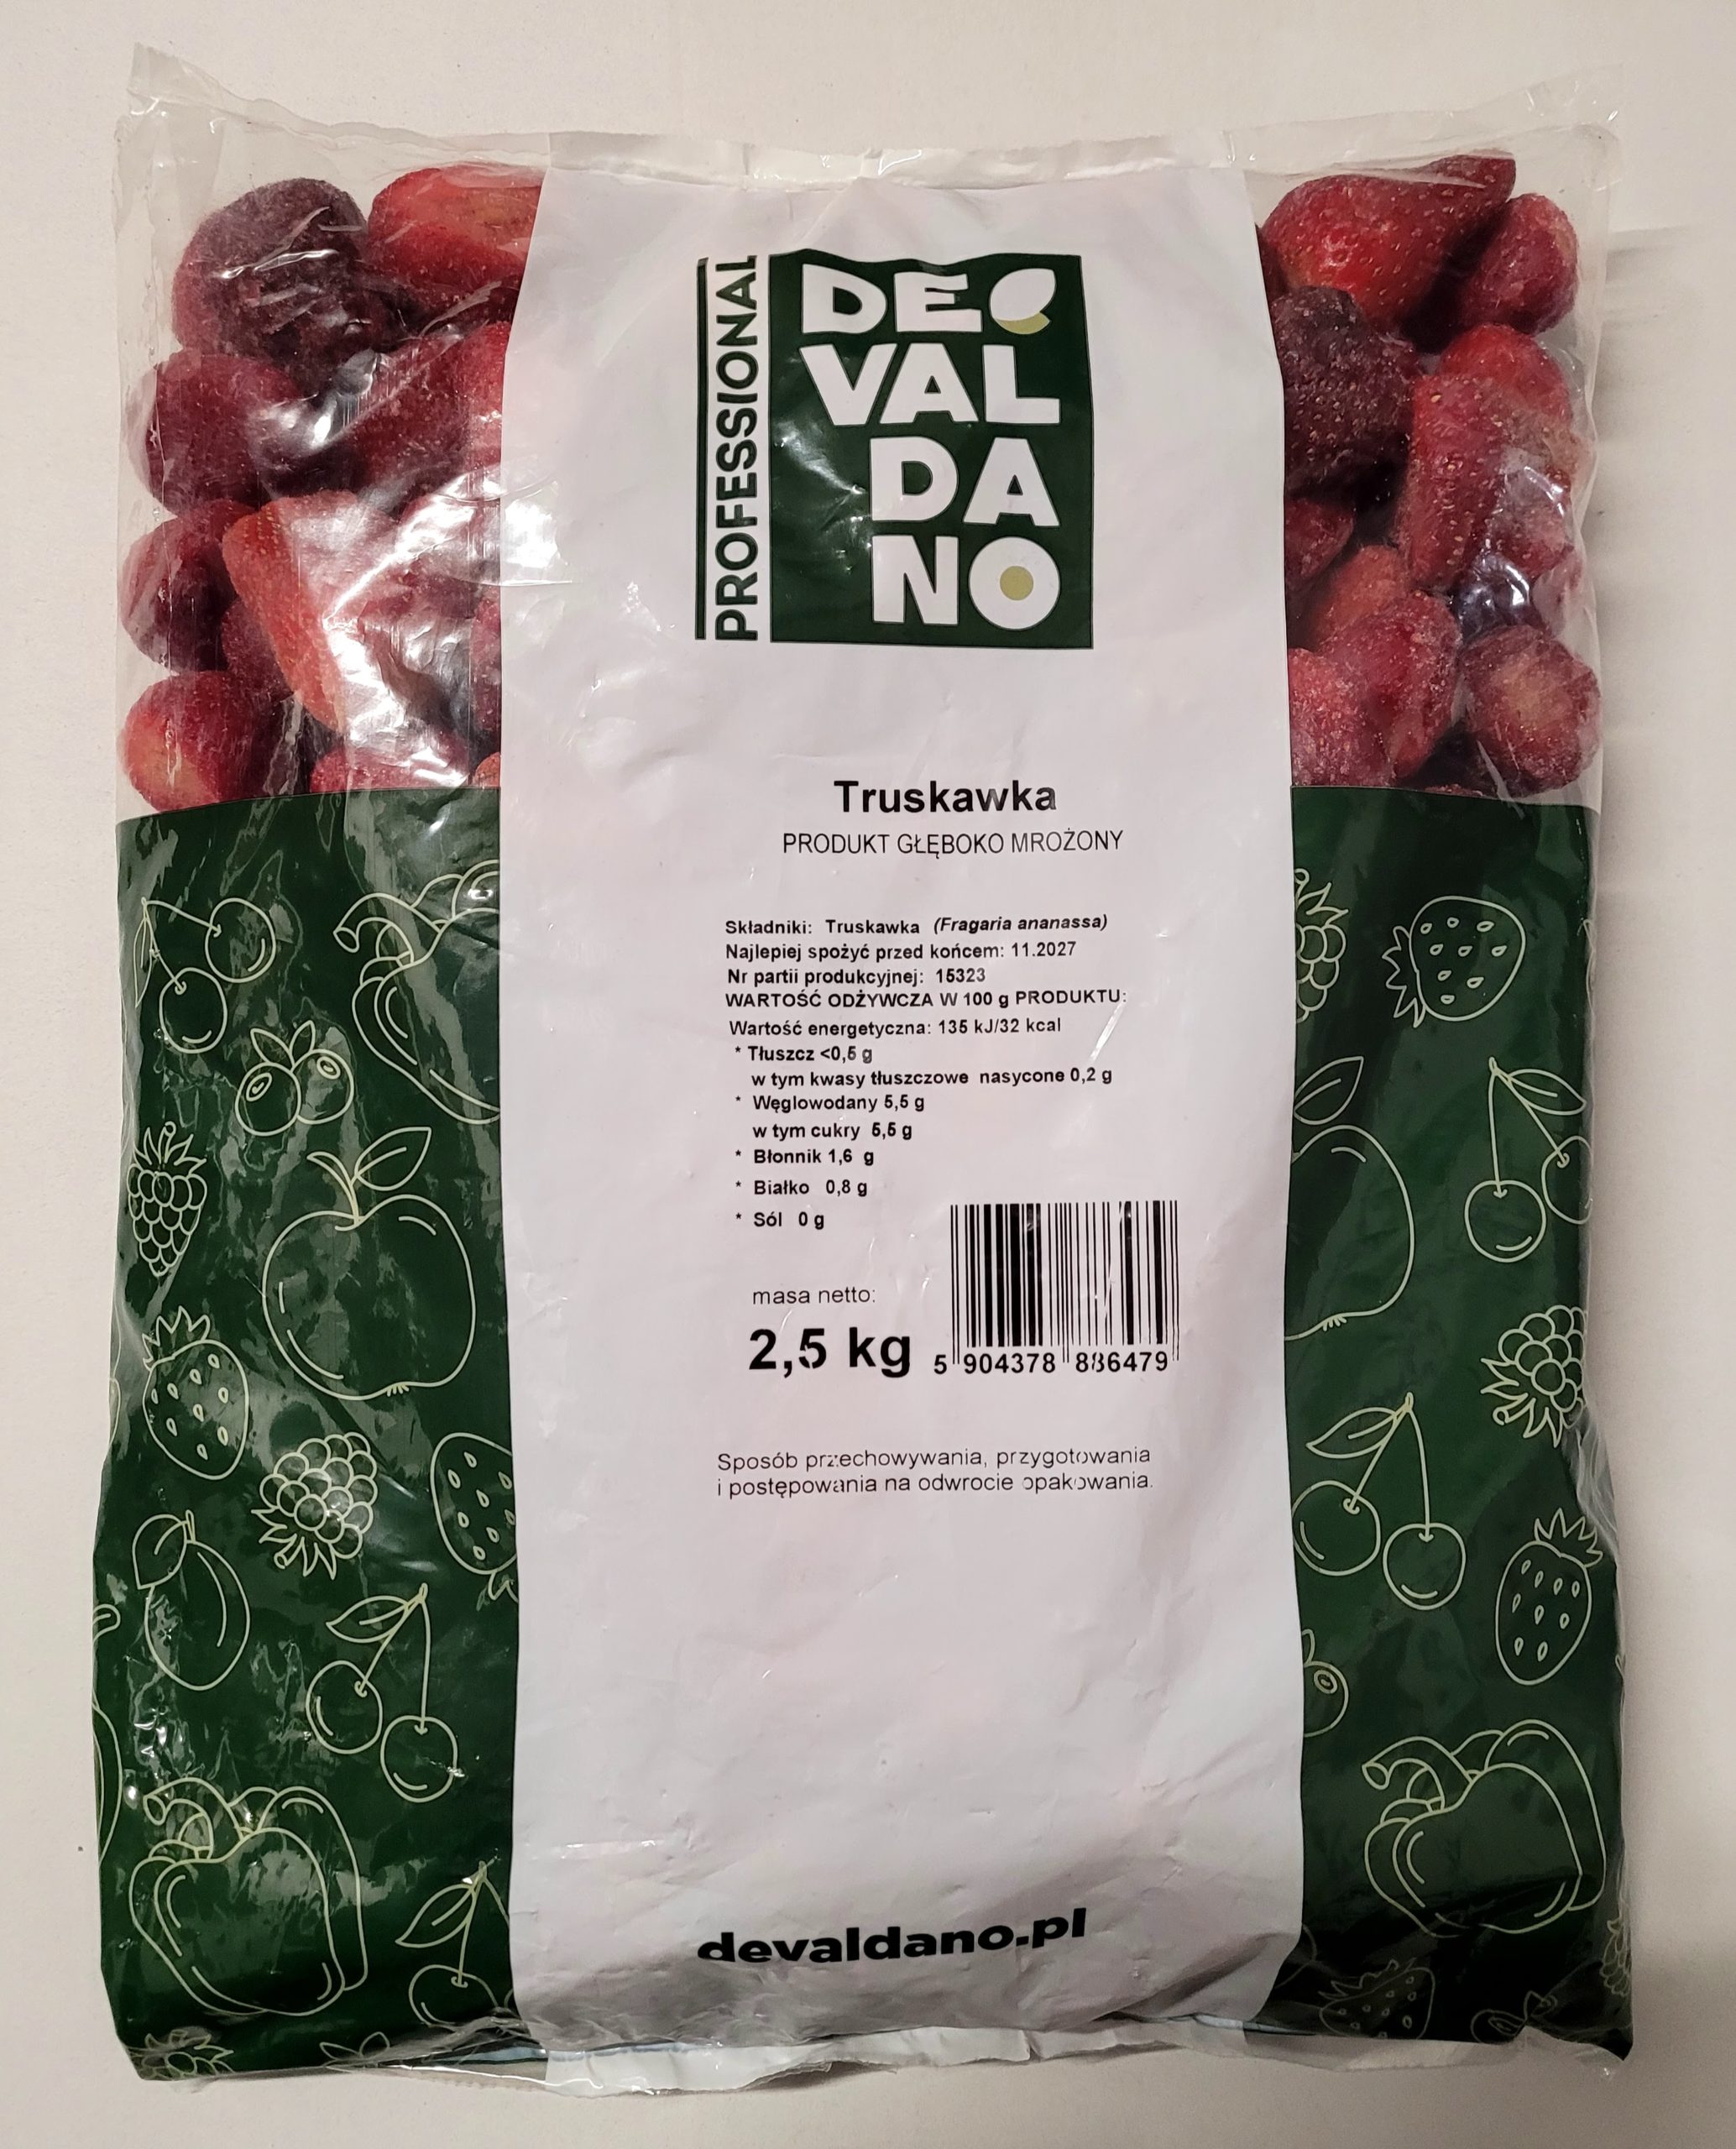 PROFESSIONAL
DE
VAL
DA
NO
Truskawka
PRODUKT GŁĘBOKO MROŻONY
Składniki: Truskawka (Fragaria ananassa)
Najlepiej spożyć przed końcem: 11.2027
Nr partii produkcyjnej: 15323
WARTOŚĆ ODŻYWCZA W 100 g PRODUKTU:
Wartość energetyczna: 135 kJ/32 kcal
* Tłuszcz <0,5 g
w tym kwasy tłuszczowe nasycone 0,2 g
* Węglowodany 5,5 g
w tym cukry 5,5 g
* Błonnik 1,6 g
* Białko 0,8 g
* Sól 0 g
masa netto:
2,5 kg
5 904378 886479
Sposób przechowywania, przygotowania
i postępowania na odwrocie opakowania.
devaldano.pl